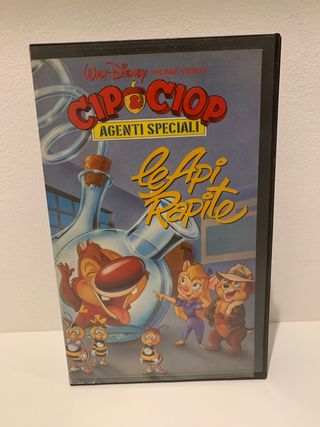 Walt Disney HOME VIDEO
CIP & CIOP
AGENTI SPECIALI
le Api
Rapite